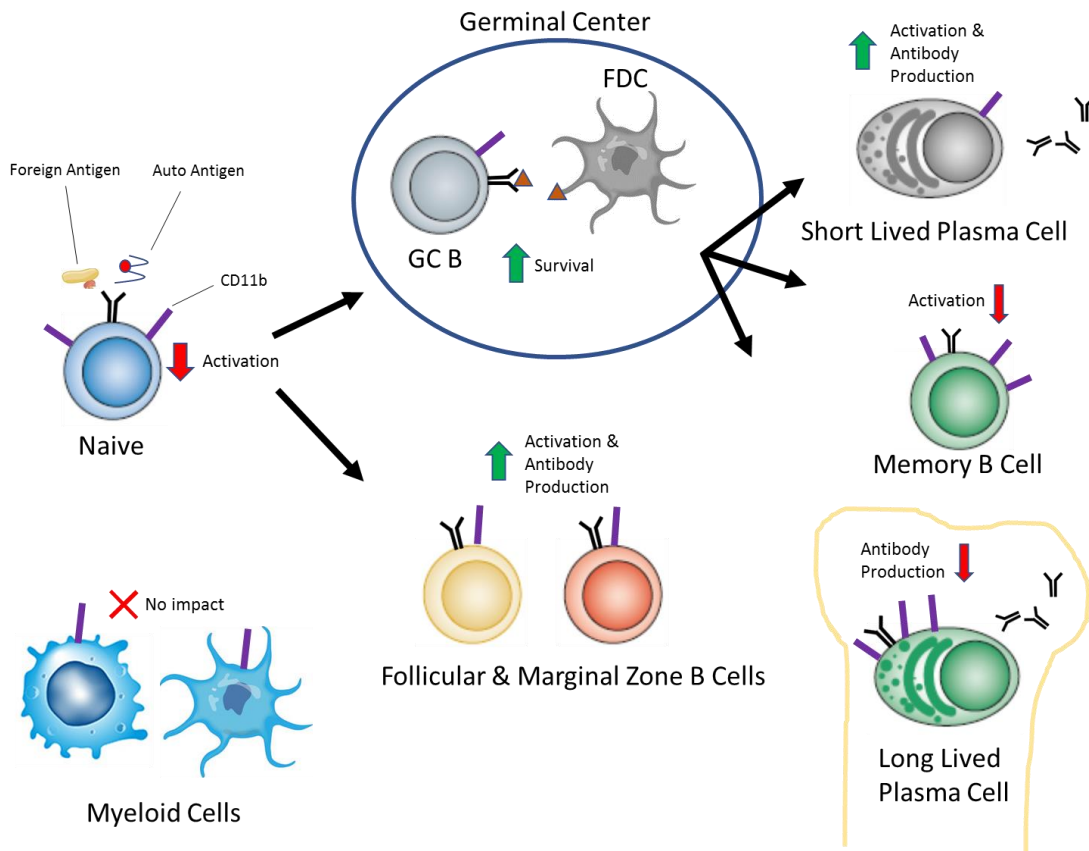 Germinal Center
FDC
GC B
Survival
Activation &
Antibody
Production
Short Lived Plasma Cell
Foreign Antigen
Auto Antigen
CD11b
Activation
Naive
Activation
Memory B Cell
Activation &
Antibody
Production
Follicular & Marginal Zone B Cells
No impact
Myeloid Cells
Antibody
Production
Long Lived
Plasma Cell